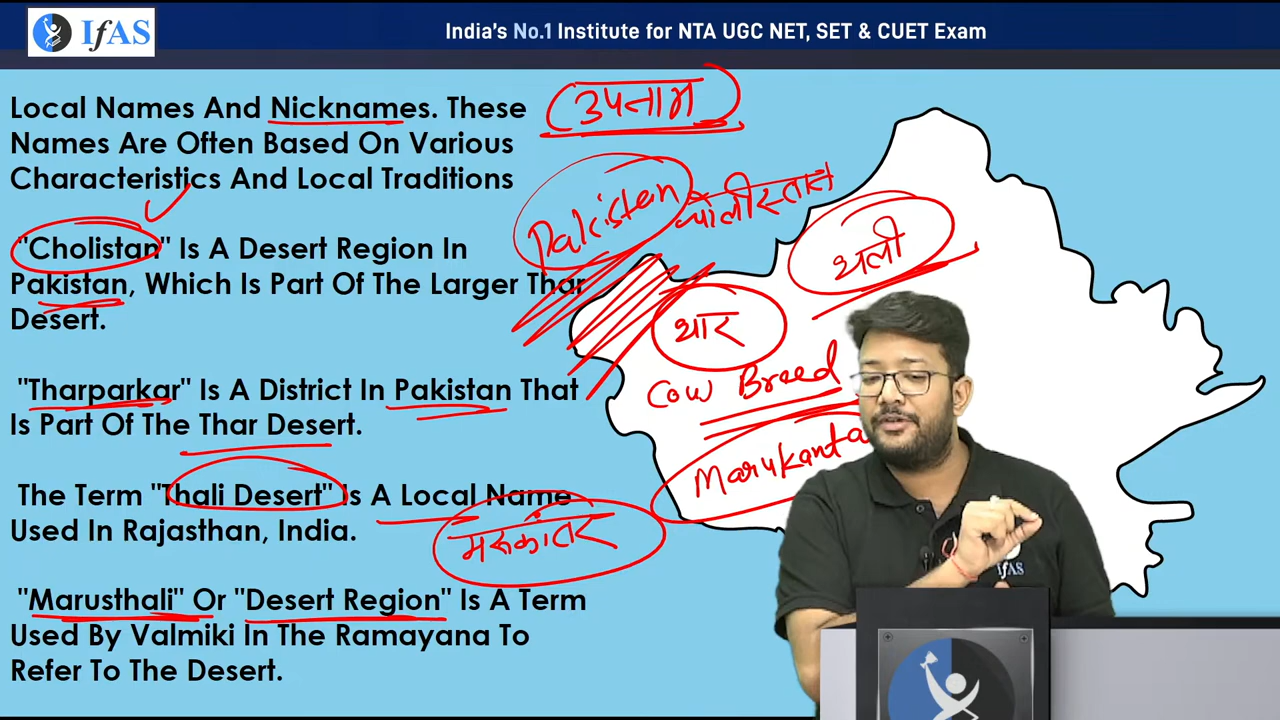 IfAS
India's No.1 Institute for NTA UGC NET, SET & CUET Exam
Local Names And Nicknames. These
Names Are Often Based On Various
Characteristics And Local Traditions
"Cholistan" Is A Desert Region In
Pakistan, Which Is Part Of The Larger Thar
Desert.
"Tharparkar" Is A District In Pakistan That
Is Part Of The Thar Desert.
The Term "Thali Desert" Is A Local Name
Used In Rajasthan, India.
"Marusthali" Or "Desert Region" Is A Term
Used By Valmiki In The Ramayana To
Refer To The Desert.
उपनाम
Pakistan
चोलीस्तान
थली
थार
Cow Breed
Marukanta
मरुकांतार
IfAS